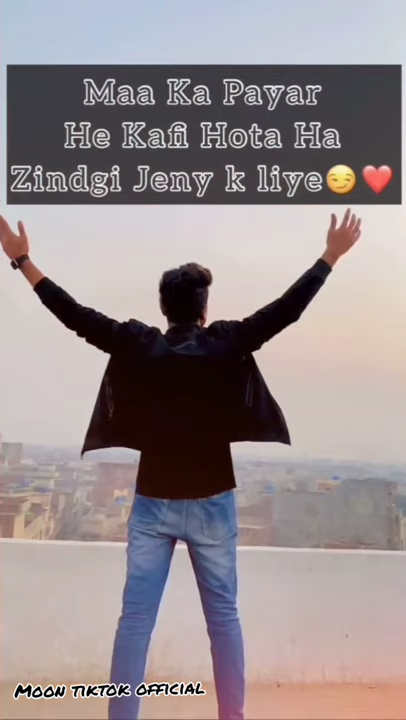 Maa Ka Payar
He Kafi Hota Ha
Zindgi Jeny k liye😏❤️
MOON TIKTOK OFFICIAL